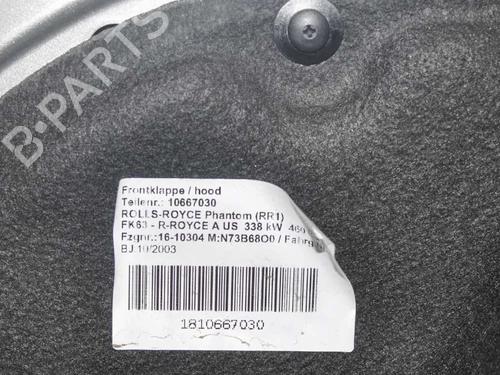 B-PARTS
Frontklappe / hood
Teilenr.: 10667030
ROLLS-ROYCE Phantom (RR1)
FK63 - R-ROYCE A US 338 kW 460
Fzgnr.:16-10304 M:N73B68O0 / Fahrg
BJ.10/2003
1810667030